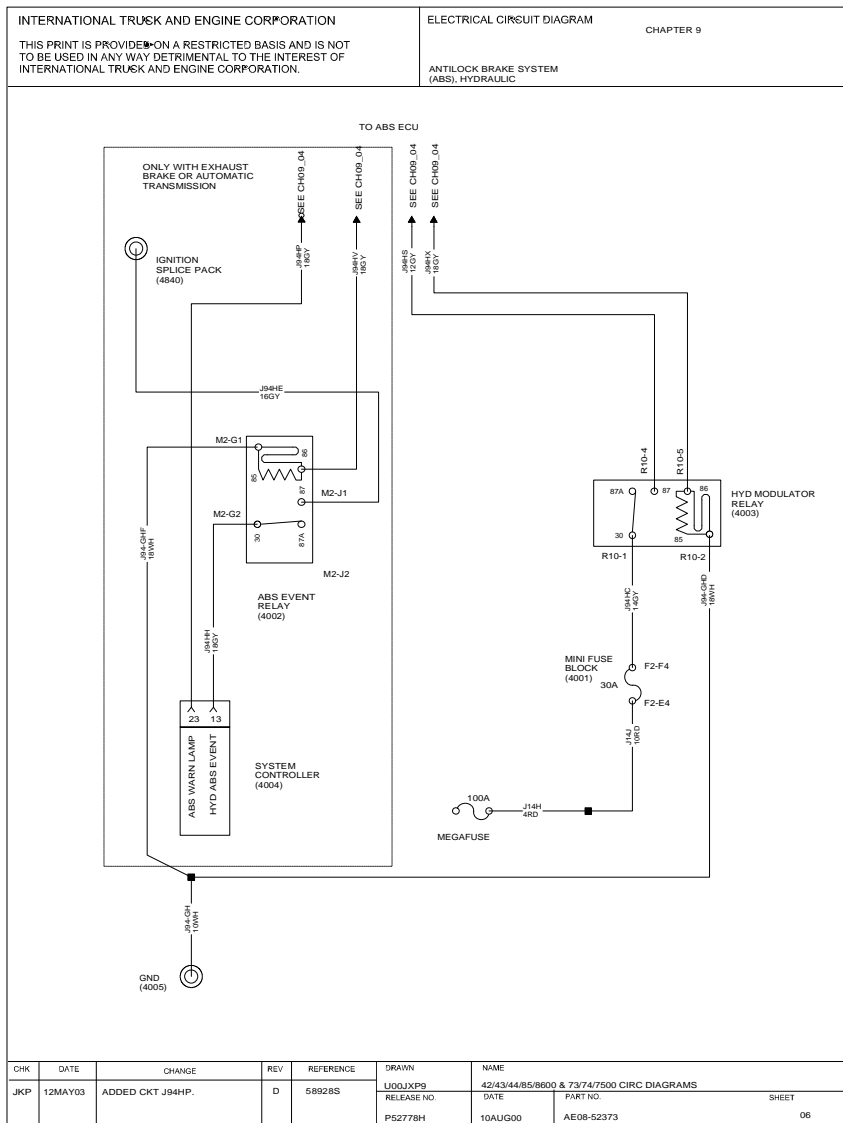 INTERNATIONAL TRUCK AND ENGINE CORPORATION
THIS PRINT IS PROVIDED ON A RESTRICTED BASIS AND IS NOT
TO BE USED IN ANY WAY DETRIMENTAL TO THE INTEREST OF
INTERNATIONAL TRUCK AND ENGINE CORPORATION.
ELECTRICAL CIRCUIT DIAGRAM
CHAPTER 9
ANTILOCK BRAKE SYSTEM
(ABS), HYDRAULIC
TO ABS ECU
ONLY WITH EXHAUST
BRAKE OR AUTOMATIC
TRANSMISSION
SEE CH09_04
SEE CH09_04
SEE CH09_04
SEE CH09_04
IGNITION
SPLICE PACK
(4840)
J94HP
18GY
J94HV
18GY
J94HS
12GY
J94HX
18GY
J94HE
16GY
M2-G1
86
85
87
M2-J1
M2-G2
30
87A
M2-J2
ABS EVENT
RELAY
(4002)
J94-GHF
18WH
J94HH
18GY
R10-4
R10-5
87A
87
86
30
85
HYD MODULATOR
RELAY
(4003)
R10-1
R10-2
J94HC
14GY
J94-GHD
18WH
MINI FUSE
BLOCK
(4001)
30A
F2-F4
F2-E4
J14J
10RD
23
13
ABS WARN LAMP
HYD ABS EVENT
SYSTEM
CONTROLLER
(4004)
100A
J14H
4RD
MEGAFUSE
J94-GH
10WH
GND
(4005)
CHK
DATE
CHANGE
REV
REFERENCE
JKP
12MAY03
ADDED CKT J94HP.
D
58928S
DRAWN
U00JXP9
NAME
42/43/44/85/8600 & 73/74/7500 CIRC DIAGRAMS
RELEASE NO.
P52778H
DATE
10AUG00
PART NO.
AE08-52373
SHEET
06